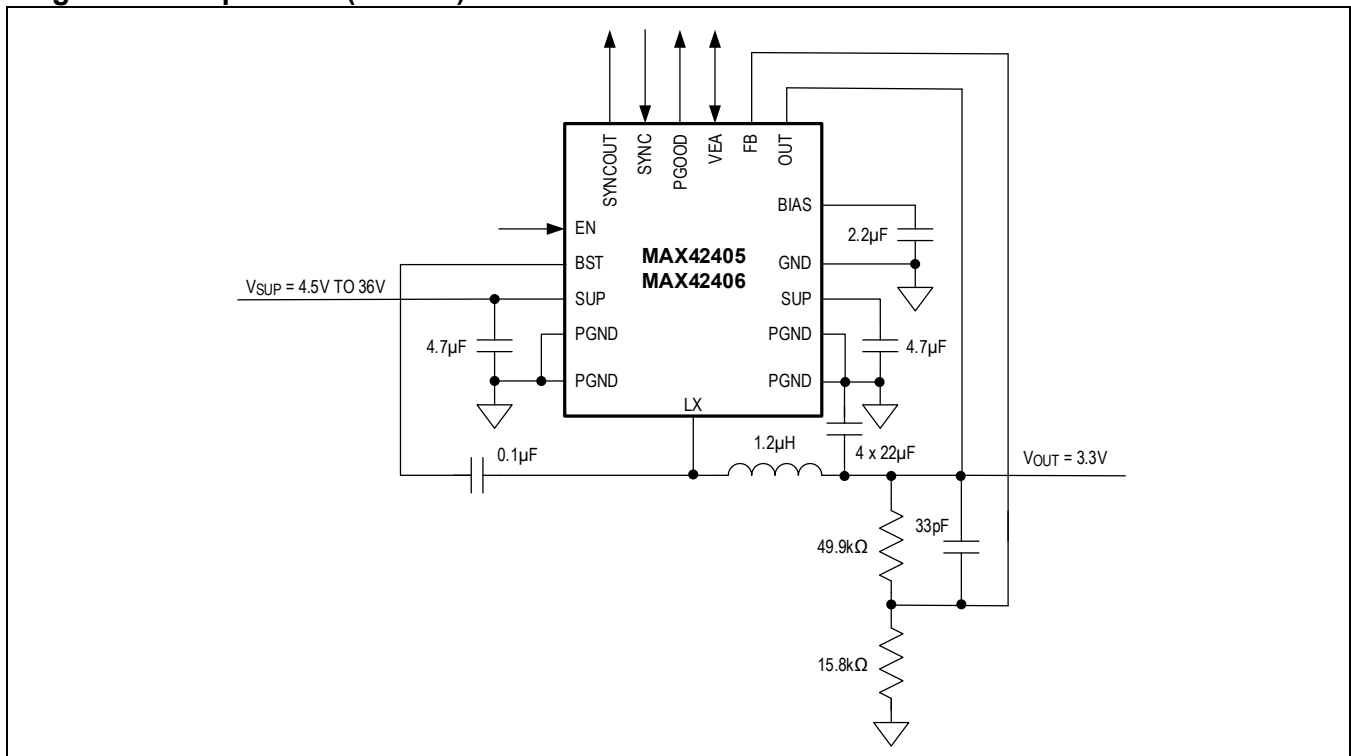 SYNCOUT
SYNC
PGOOD
VEA
FB
OUT
BIAS
2.2µF
EN
BST
MAX42405
MAX42406
GND
VSUP = 4.5V TO 36V
SUP
SUP
4.7µF
PGND
PGND
4.7µF
PGND
PGND
LX
0.1µF
1.2µH
4 x 22µF
VOUT = 3.3V
49.9kΩ
33pF
15.8kΩ